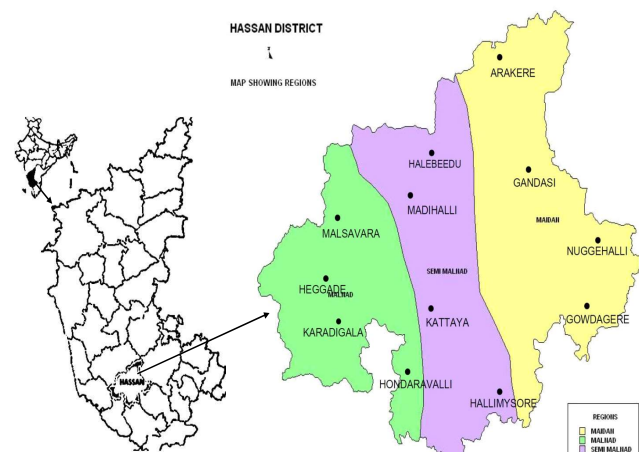 HASSAN DISTRICT
MAP SHOWING REGIONS
ARAKERE
HALEBEEDU
GANDASI
MADIHALLI
MALSAVARA
MAIDAN
NUGGEHALLI
SEMI MALNAD
HEGGADE
MALNAD
KATTAYA
GOWDAGERE
KARADIGALA
HONDARAVALLI
HASSAN
HALLIMYSORE
REGIONS
MAIDAN
MALNAD
SEMI MALNAD